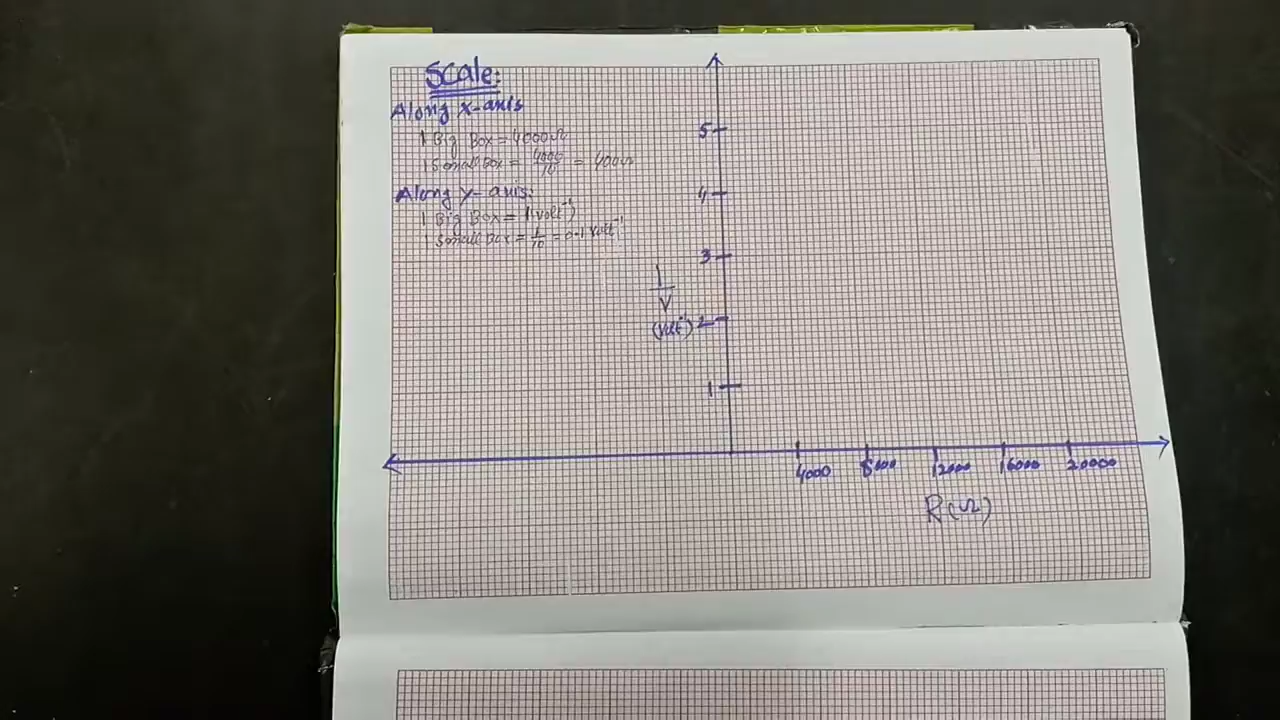 Scale:
Along x-axis
1 Big Box = 4000Ω
1 Small Box = 4000/10 = 400Ω
Along y-axis:
1 Big Box = 1 (volt⁻¹)
1 Small Box = 1/10 = 0.1 Volt⁻¹
5
4
3
1/V
(Volt⁻¹) 2
1
4000 8000 12000 16000 20000
R(Ω)